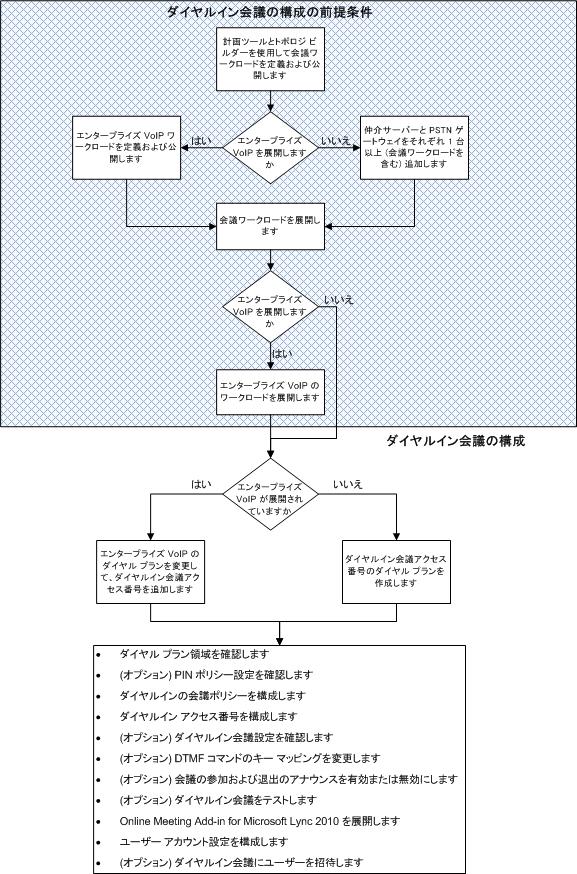 ダイヤルイン会議の構成の前提条件
計画ツールとトポロジ ビ
ルダーを使用して会議ワ
ークロードを定義および公
開します
エンタープライズ VoIP ワ
ークロードを定義および公
開します
はい
エンタープライズ
VoIP を展開します
か
いいえ
仲介サーバーと PSTN ゲ
ートウェイをそれぞれ 1 台
以上 (会議ワークロードを
含む) 追加します
会議ワークロードを展開し
ます
エンタープライズ
VoIP を展開します
か
いいえ
はい
エンタープライズ VoIP の
ワークロードを展開します
ダイヤルイン会議の構成
はい
エンタープライズ
VoIP が展開され
ていますか
いいえ
エンタープライズ VoIP の
ダイヤル プランを変更し
て、ダイヤルイン会議アク
セス番号を追加します
ダイヤルイン会議アクセス
番号のダイヤル プランを
作成します
• ダイヤル プラン領域を確認します
• (オプション) PIN ポリシー設定を確認します
• ダイヤルインの会議ポリシーを構成します
• ダイヤルイン アクセス番号を構成します
• (オプション) ダイヤルイン会議設定を確認します
• (オプション) DTMF コマンドのキー マッピングを変更します
• (オプション) 会議の参加および退出のアナウンスを有効または無効にします
• (オプション) ダイヤルイン会議をテストします
• Online Meeting Add-in for Microsoft Lync 2010 を展開します
• ユーザー アカウント設定を構成します
• (オプション) ダイヤルイン会議にユーザーを招待します